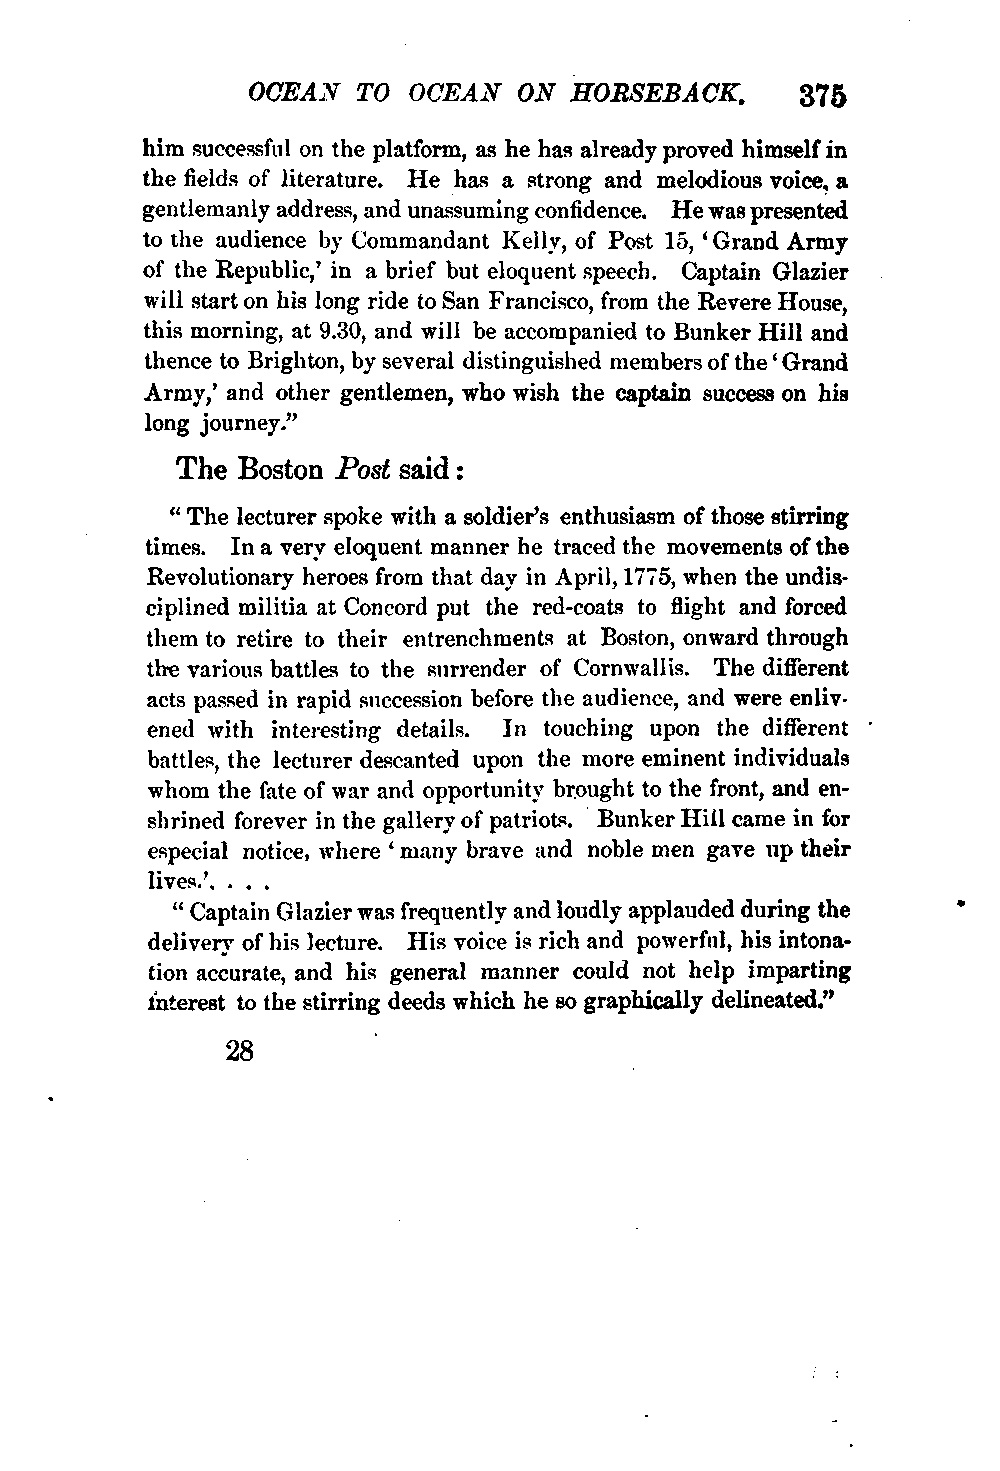 OCEAN TO OCEAN ON HORSEBACK. 375
him successful on the platform, as he has already proved himself in
the fields of literature. He has a strong and melodious voice, a
gentlemanly address, and unassuming confidence. He was presented
to the audience by Commandant Kelly, of Post 15, ‘Grand Army
of the Republic,’ in a brief but eloquent speech. Captain Glazier
will start on his long ride to San Francisco, from the Revere House,
this morning, at 9.30, and will be accompanied to Bunker Hill and
thence to Brighton, by several distinguished members of the ‘Grand
Army,’ and other gentlemen, who wish the captain success on his
long journey.”
The Boston Post said:
“The lecturer spoke with a soldier’s enthusiasm of those stirring
times. In a very eloquent manner he traced the movements of the
Revolutionary heroes from that day in April, 1775, when the undis-
ciplined militia at Concord put the red-coats to flight and forced
them to retire to their entrenchments at Boston, onward through
the various battles to the surrender of Cornwallis. The different
acts passed in rapid succession before the audience, and were enliv-
ened with interesting details. In touching upon the different
battles, the lecturer descanted upon the more eminent individuals
whom the fate of war and opportunity brought to the front, and en-
shrined forever in the gallery of patriots. Bunker Hill came in for
especial notice, where ‘many brave and noble men gave up their
lives.’. . . .
“Captain Glazier was frequently and loudly applauded during the
delivery of his lecture. His voice is rich and powerful, his intona-
tion accurate, and his general manner could not help imparting
interest to the stirring deeds which he so graphically delineated.”
28